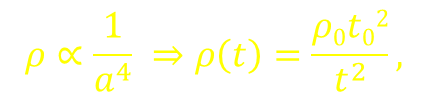 ρ ∝ 1/a⁴ ⇒ ρ(t) = ρ₀t₀²/t²,